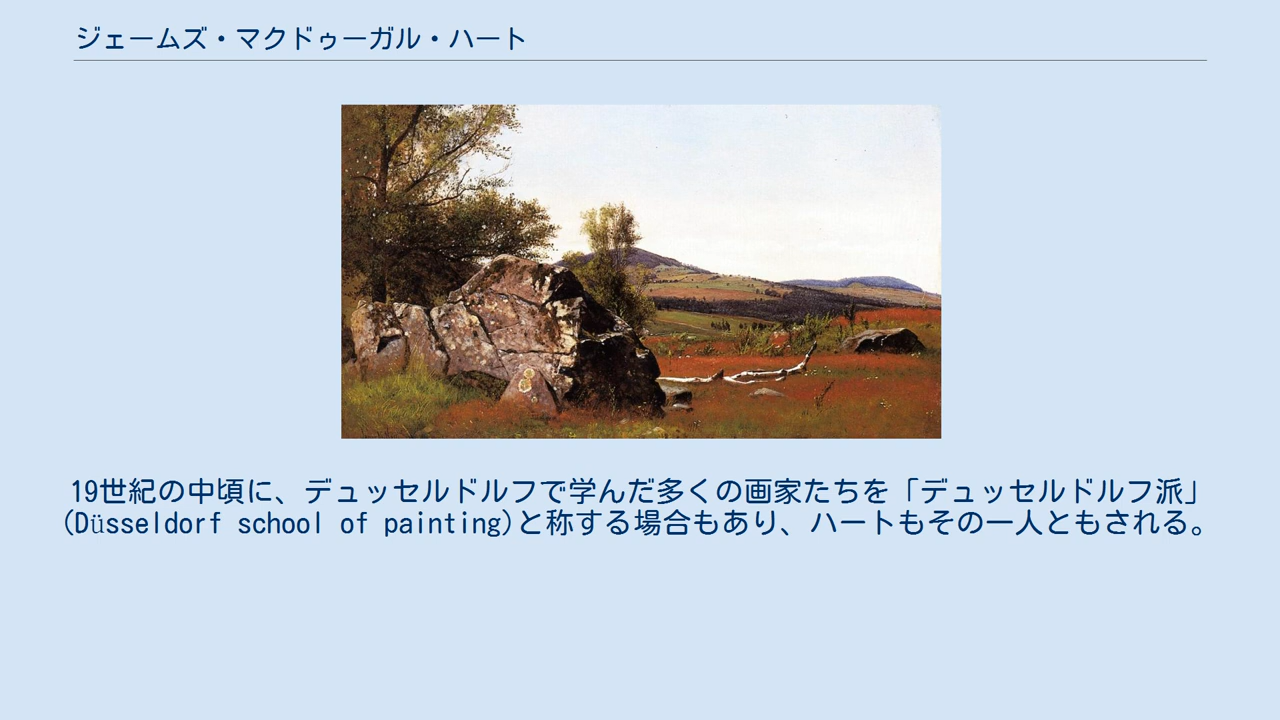 ジェームズ・マクドゥーガル・ハート
19世紀の中頃に、デュッセルドルフで学んだ多くの画家たちを「デュッセルドルフ派」
(Düsseldorf school of painting)と称する場合もあり、ハートもその一人ともされる。